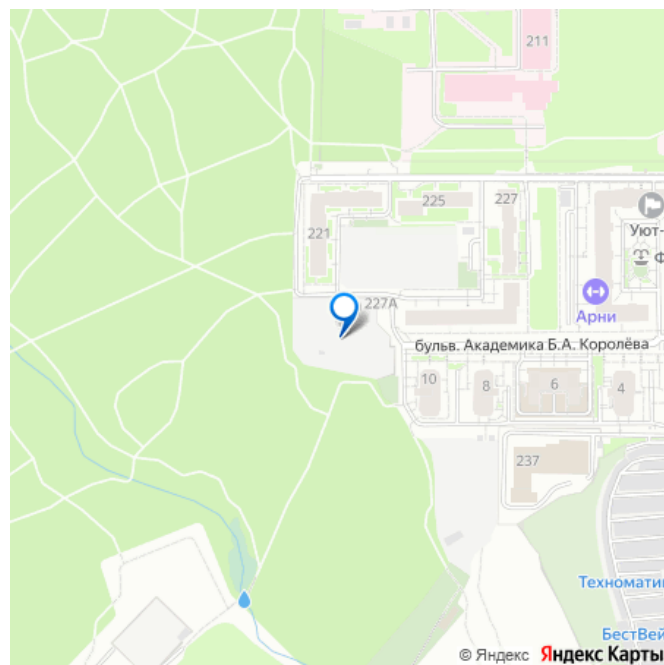 211
225
227
221
Уют-
Ф
227А
Арни
бульв. Академика Б.А. Королёва
10
8
6
4
237
Техномати
БестВей
© Яндекс Яндекс Карты